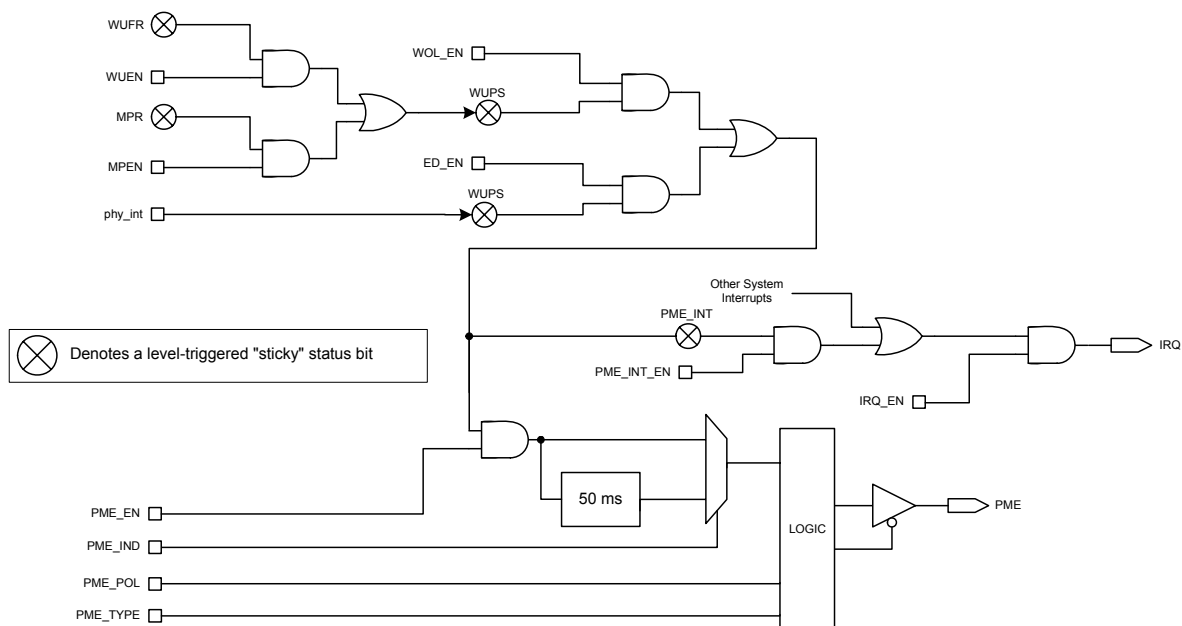 WUFR
WUEN
MPR
MPEN
phy_int
WOL_EN
WUPS
ED_EN
WUPS
Other System
Interrupts
PME_INT
PME_INT_EN
IRQ_EN
IRQ
Denotes a level-triggered "sticky" status bit
50 ms
PME_EN
PME_IND
PME_POL
PME_TYPE
LOGIC
PME